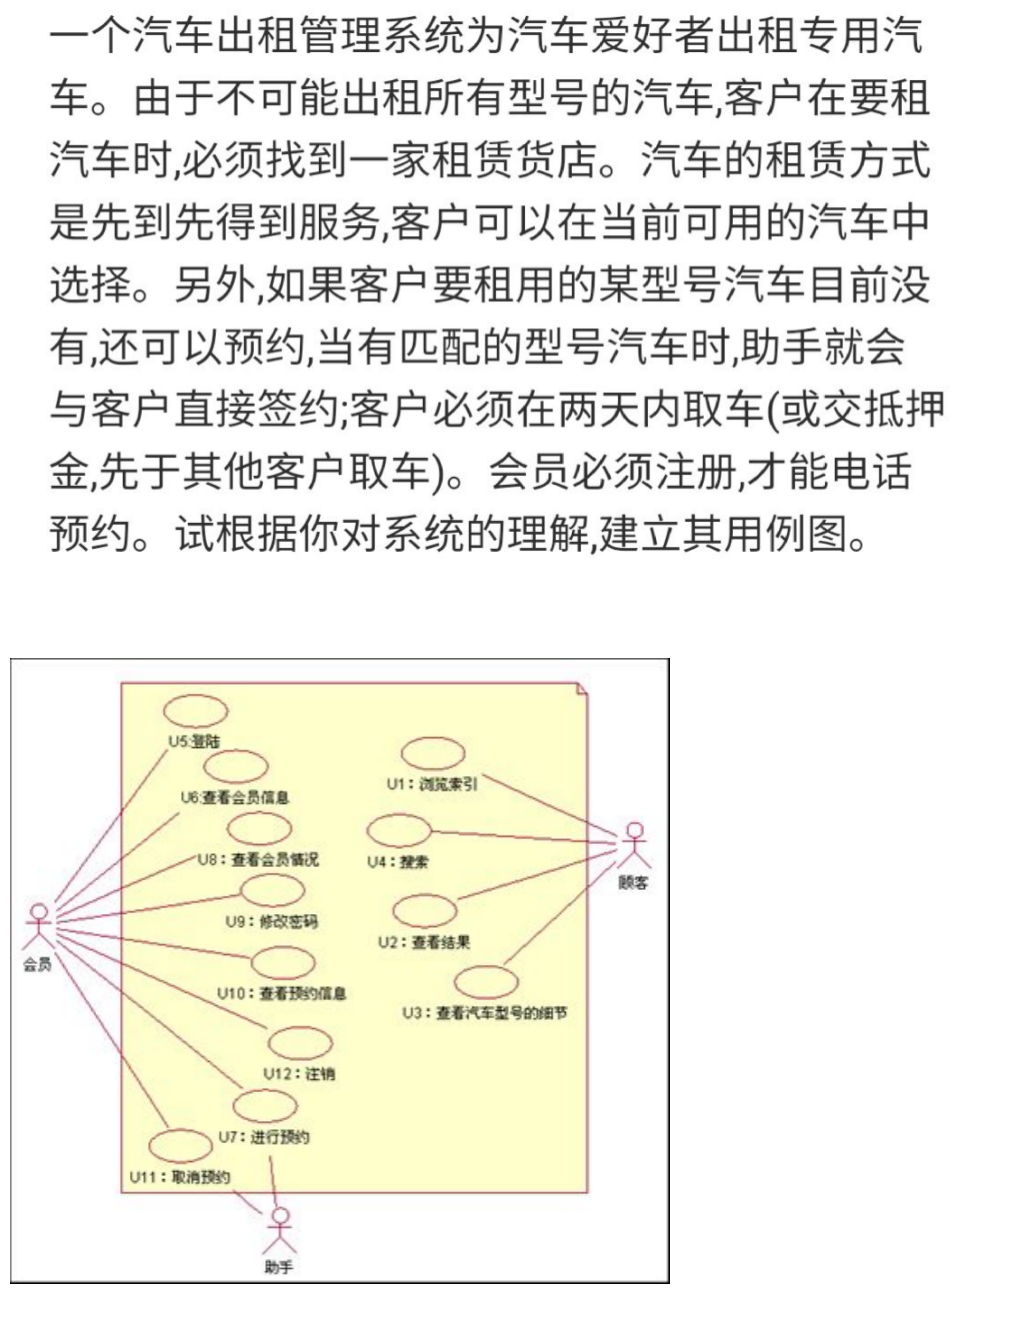 一个汽车出租管理系统为汽车爱好者出租专用汽
车。由于不可能出租所有型号的汽车,客户在要租
汽车时,必须找到一家租赁货店。汽车的租赁方式
是先到先得到服务,客户可以在当前可用的汽车中
选择。另外,如果客户要租用的某型号汽车目前没
有,还可以预约,当有匹配的型号汽车时,助手就会
与客户直接签约;客户必须在两天内取车(或交抵押
金,先于其他客户取车)。会员必须注册,才能电话
预约。试根据你对系统的理解,建立其用例图。
U5:登陆
U1：浏览索引
U6:查看会员信息
U8：查看会员情况
U4：搜索
顾客
U9：修改密码
U2：查看结果
会员
U10：查看预约信息
U3：查看汽车型号的细节
U12：注销
U7：进行预约
U11：取消预约
助手